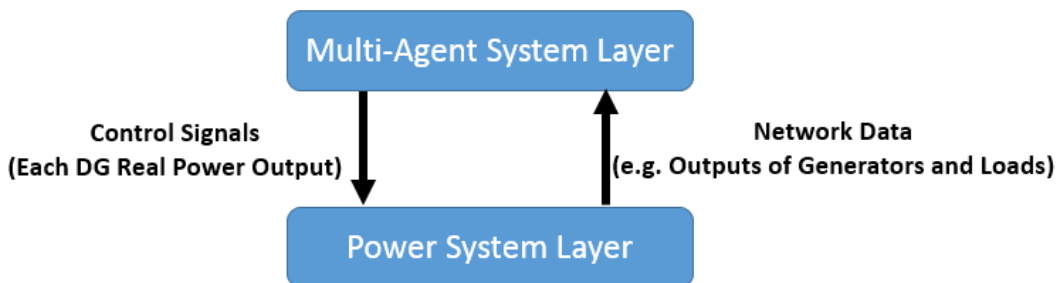 Multi-Agent System Layer
Control Signals
(Each DG Real Power Output)
Network Data
(e.g. Outputs of Generators and Loads)
Power System Layer